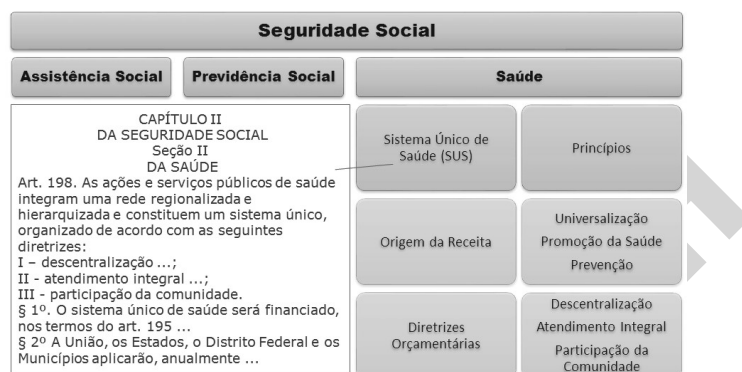 Seguridade Social
Assistência Social
Previdência Social
Saúde
CAPÍTULO II
DA SEGURIDADE SOCIAL
Seção II
DA SAÚDE
Art. 198. As ações e serviços públicos de saúde
integram uma rede regionalizada e
hierarquizada e constituem um sistema único,
organizado de acordo com as seguintes
diretrizes:
I – descentralização ...;
II - atendimento integral ...;
III - participação da comunidade.
§ 1º. O sistema único de saúde será financiado,
nos termos do art. 195 ...
§ 2º A União, os Estados, o Distrito Federal e os
Municípios aplicarão, anualmente ...
Sistema Único de
Saúde (SUS)
Princípios
Origem da Receita
Universalização
Promoção da Saúde
Prevenção
Diretrizes
Orçamentárias
Descentralização
Atendimento Integral
Participação da
Comunidade